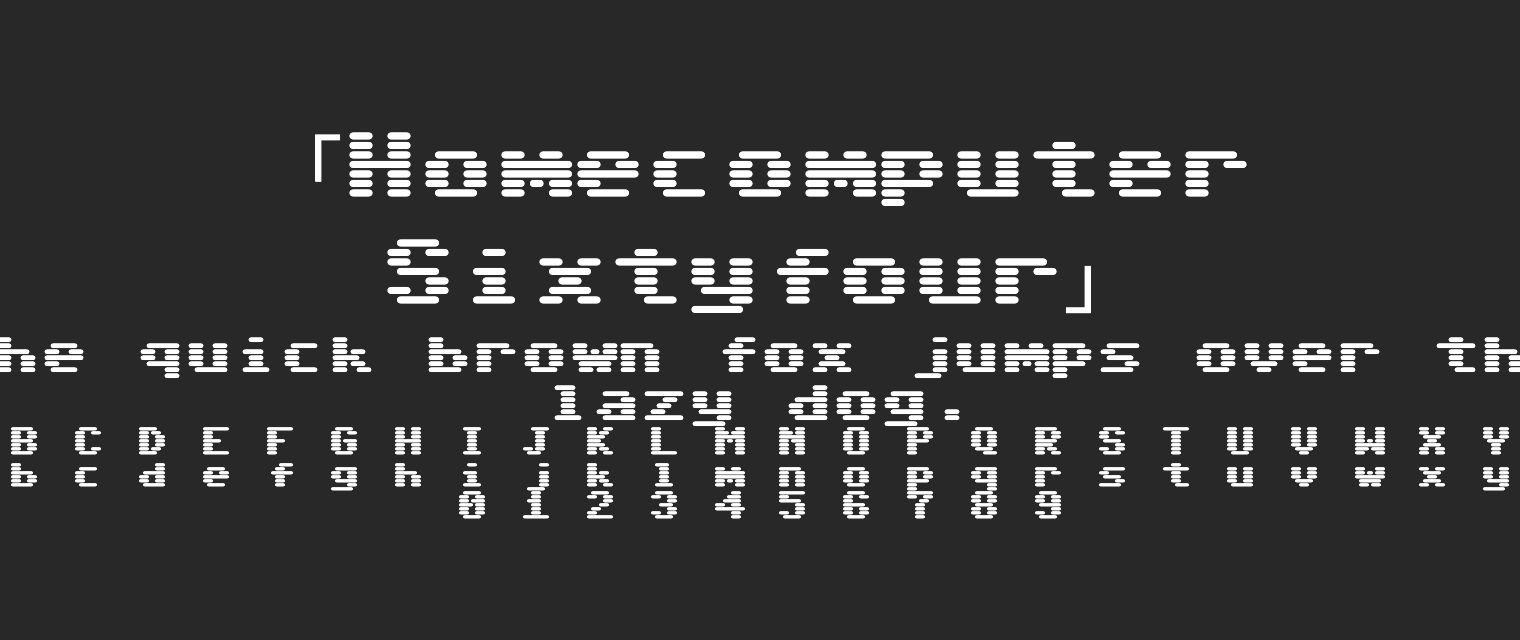 「Homecomputer
Sixtyfour」
he quick brown fox jumps over th
lazy dog.
B C D E F G H I J K L M N O P Q R S T U V W X Y
b c d e f g h i j k l m n o p q r s t u v w x y
0 1 2 3 4 5 6 7 8 9